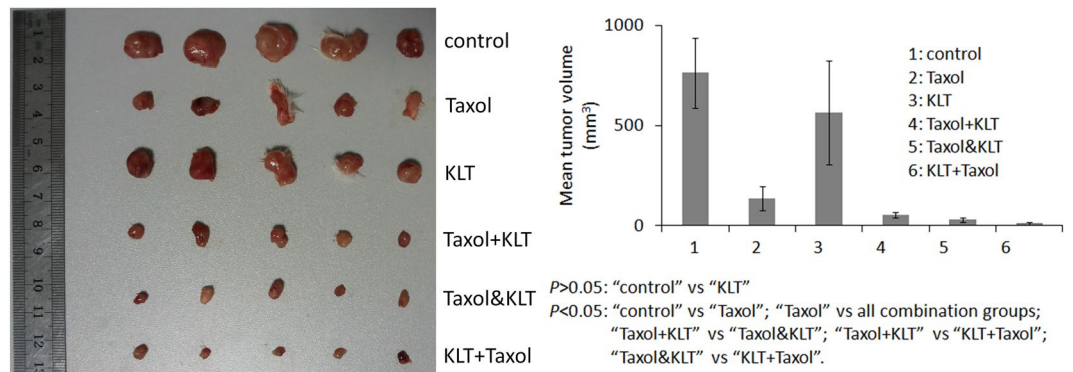 control
Taxol
KLT
Taxol+KLT
Taxol&KLT
KLT+Taxol
1
2
3
4
5
6
7
8
9
10
11
12
13
Mean tumor volume
(mm³)
1000
500
0
1 2 3 4 5 6
1: control
2: Taxol
3: KLT
4: Taxol+KLT
5: Taxol&KLT
6: KLT+Taxol
P>0.05: “control” vs “KLT”
P<0.05: “control” vs “Taxol”; “Taxol” vs all combination groups;
“Taxol+KLT” vs “Taxol&KLT”; “Taxol+KLT” vs “KLT+Taxol”;
“Taxol&KLT” vs “KLT+Taxol”.